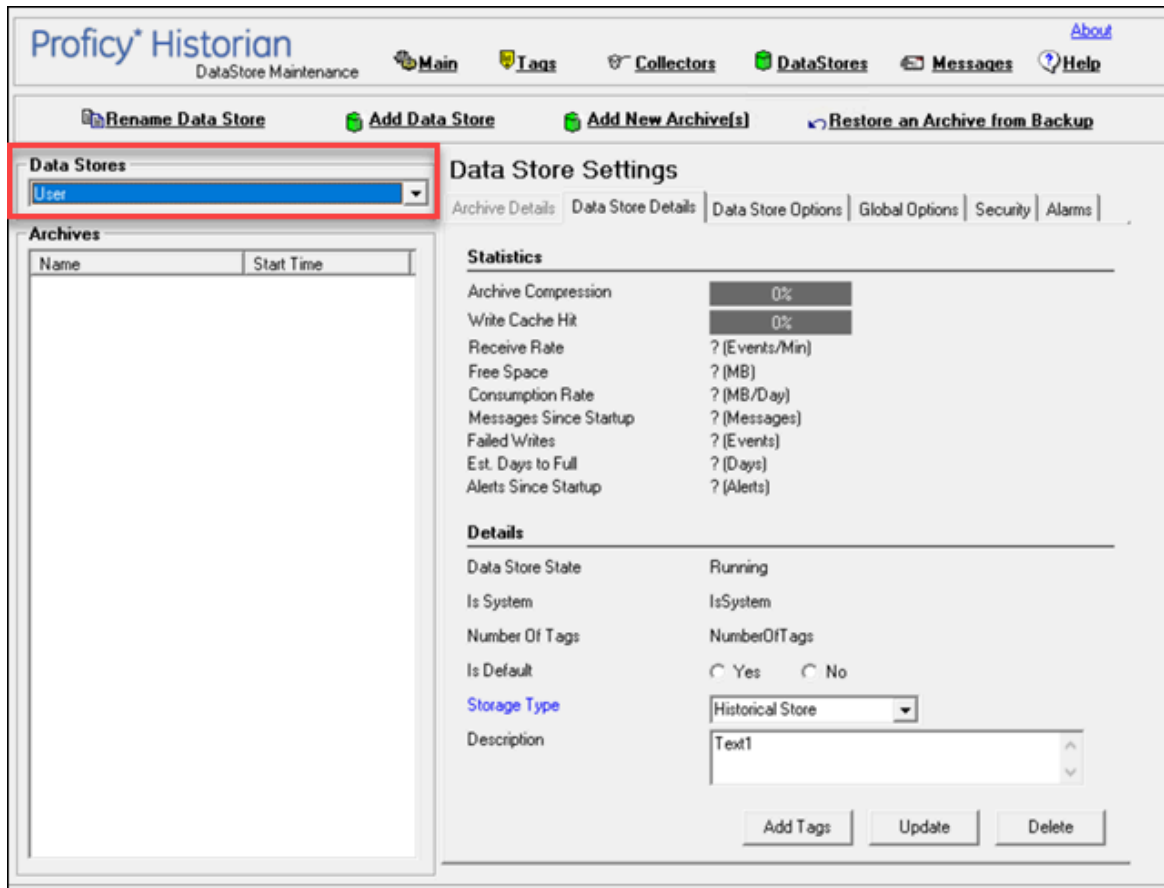 About
Proficy* Historian
DataStore Maintenance
Main Tags Collectors DataStores Messages Help
Rename Data Store Add Data Store Add New Archive[s] Restore an Archive from Backup
Data Stores
User
Archives
Name Start Time
Data Store Settings
Archive Details Data Store Details Data Store Options Global Options Security Alarms
Statistics
Archive Compression 0%
Write Cache Hit 0%
Receive Rate ? (Events/Min)
Free Space ? (MB)
Consumption Rate ? (MB/Day)
Messages Since Startup ? (Messages)
Failed Writes ? (Events)
Est. Days to Full ? (Days)
Alerts Since Startup ? (Alerts)
Details
Data Store State Running
Is System IsSystem
Number Of Tags NumberOfTags
Is Default Yes No
Storage Type Historical Store
Description Text1
Add Tags Update Delete